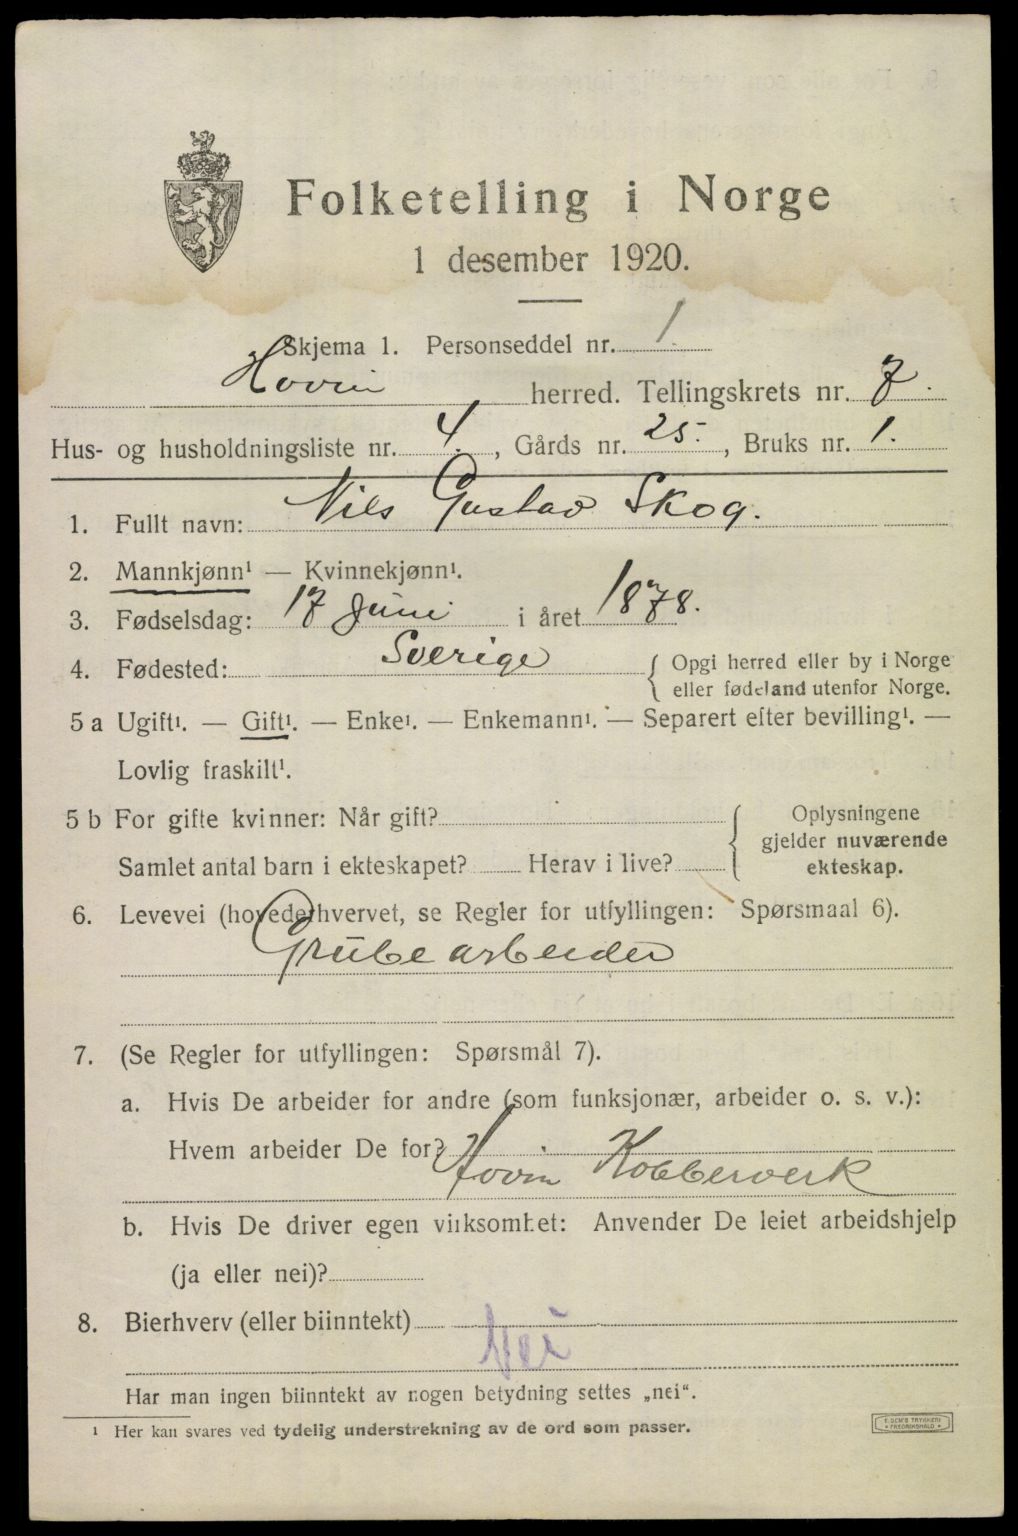 Folketelling i Norge
1 desember 1920.
Skjema 1. Personseddel nr. 1
Hovin herred. Tellingskrets nr. 7.
Hus- og husholdningsliste nr. 4., Gårds nr. 25., Bruks nr. 1.
1. Fullt navn: Nils Gustav Skog.
2. Mannkjønn¹ — Kvinnekjønn¹.
3. Fødselsdag: 17 Juni i året 1878.
4. Fødested: Sverige { Opgi herred eller by i Norge
eller fødeland utenfor Norge.
5 a Ugift¹. — Gift¹. — Enke¹. — Enkemann¹. — Separert efter bevilling¹. —
Lovlig fraskilt¹.
5 b For gifte kvinner: Når gift? { Oplysningene
gjelder nuværende
Samlet antal barn i ekteskapet? Herav i live? ekteskap.
6. Levevei (hovederhvervet, se Regler for utfyllingen: Spørsmaal 6).
Grubearbeider
7. (Se Regler for utfyllingen: Spørsmål 7).
a. Hvis De arbeider for andre (som funksjonær, arbeider o. s. v.):
Hvem arbeider De for?
Hovin Kobberverk
b. Hvis De driver egen virksomhet: Anvender De leiet arbeidshjelp
(ja eller nei)?
8. Bierhverv (eller biinntekt)
Nei
Har man ingen biinntekt av nogen betydning settes „nei“.
¹ Her kan svares ved tydelig understrekning av de ord som passer.
TRYKKERI
FREDRIKSHALD